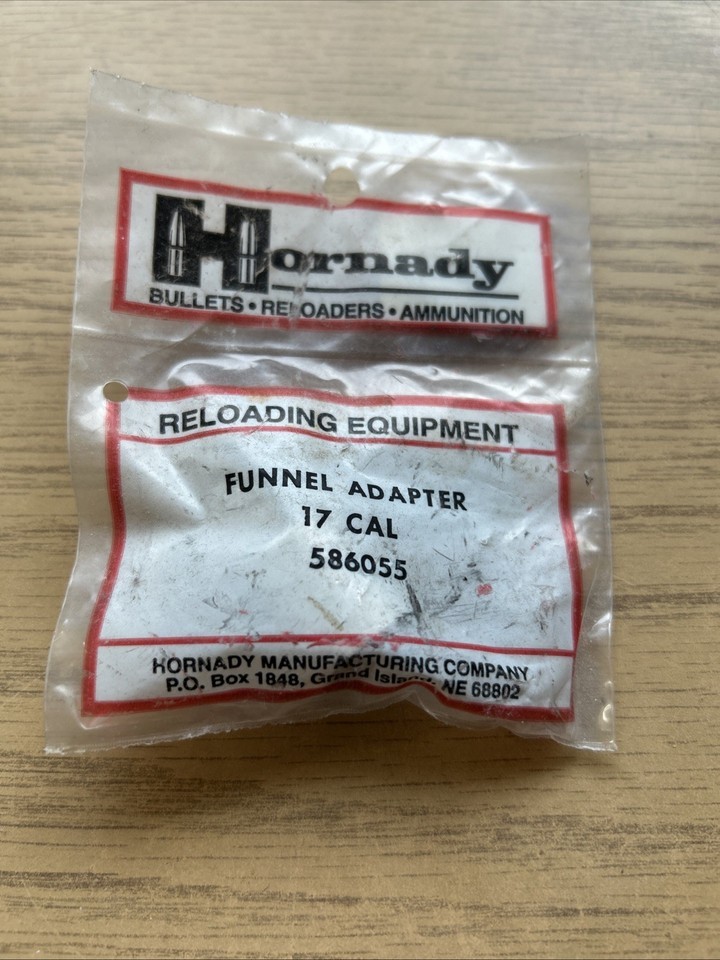 Hornady
BULLETS • RELOADERS • AMMUNITION
RELOADING EQUIPMENT
FUNNEL ADAPTER
17 CAL
586055
HORNADY MANUFACTURING COMPANY
P.O. Box 1848, Grand Island, NE 68802